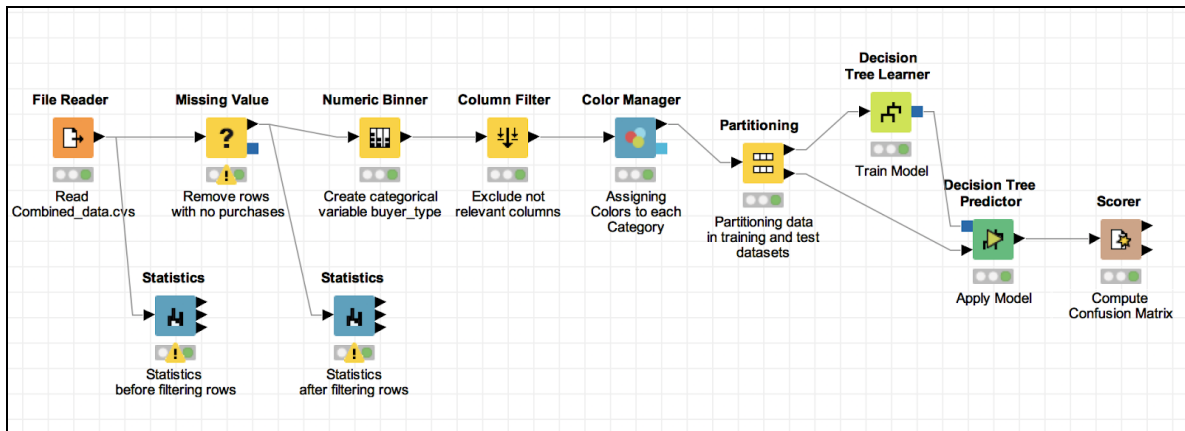 File Reader
Read
Combined_data.cvs
Missing Value
?
Remove rows
with no purchases
Numeric Binner
Create categorical
variable buyer_type
Column Filter
Exclude not
relevant columns
Color Manager
Assigning
Colors to each
Category
Partitioning
Partitioning data
in training and test
datasets
Decision
Tree Learner
Train Model
Decision Tree
Predictor
Apply Model
Scorer
Compute
Confusion Matrix
Statistics
Statistics
before filtering rows
Statistics
Statistics
after filtering rows